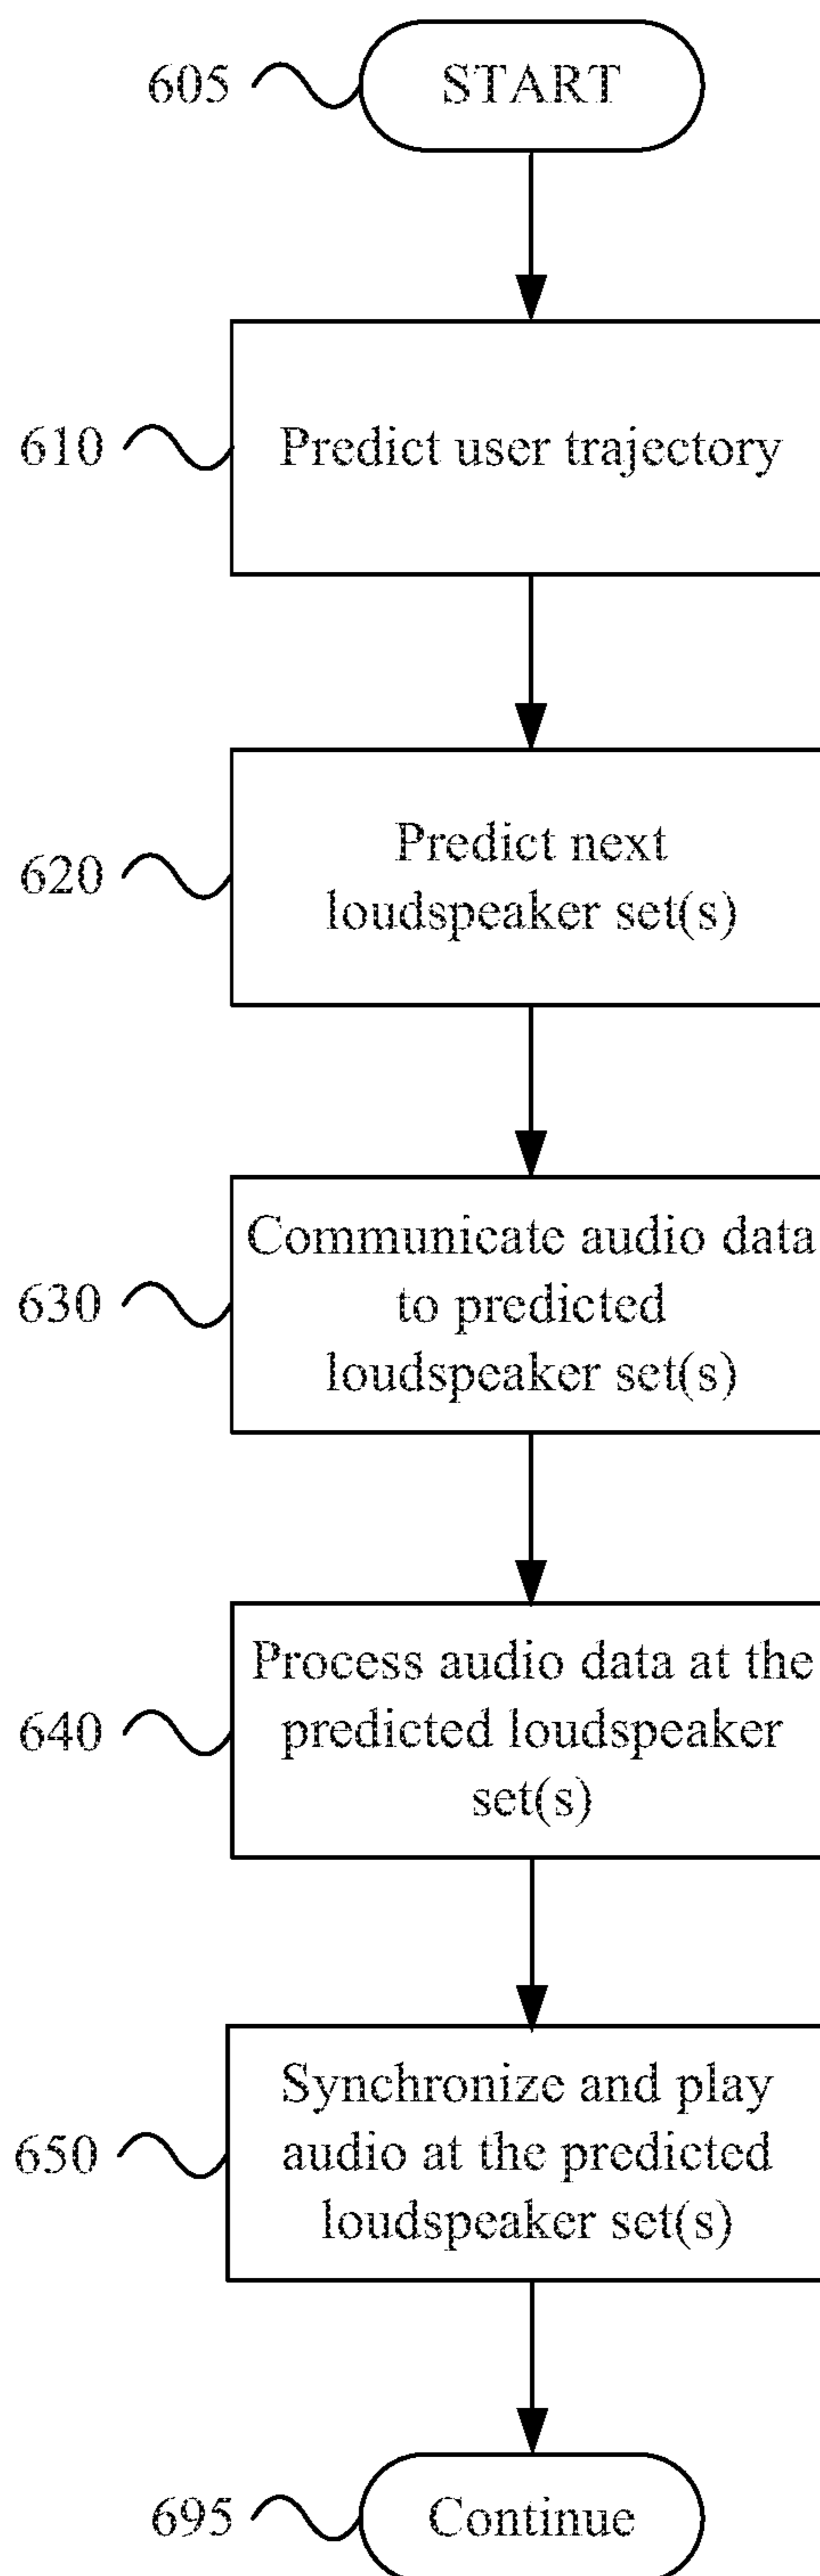 605 START
610 Predict user trajectory
Predict next
620
loudspeaker set(s)
Communicate audio data
630 to predicted
loudspeaker set(s)
Process audio data at the
640 predicted loudspeaker
set(s)
Synchronize and play
650 audio at the predicted
loudspeaker set(s)
695 Continue